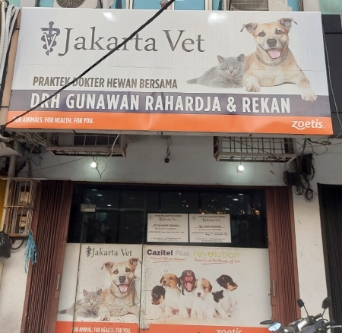 Jakarta Vet
PRAKTEK DOKTER HEWAN BERSAMA
DRH GUNAWAN RAHARDJA & REKAN
FOR ANIMALS. FOR HEALTH. FOR YOU.
zoetis
Jakarta Vet
Cazitel Plus
revolution
zoetis